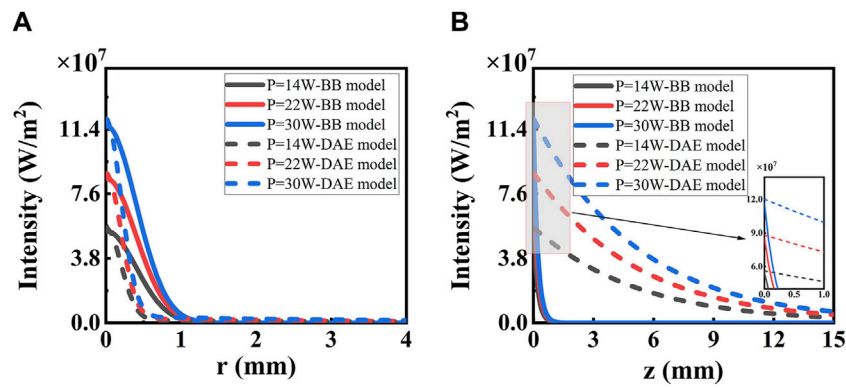 A
×10⁷
Intensity (W/m²)
11.4
7.6
3.8
0.0
0
1
2
3
4
r (mm)
P=14W-BB model
P=22W-BB model
P=30W-BB model
P=14W-DAE model
P=22W-DAE model
P=30W-DAE model
B
×10⁷
Intensity (W/m²)
11.4
7.6
3.8
0.0
0
3
6
9
12
15
z (mm)
P=14W-BB model
P=22W-BB model
P=30W-BB model
P=14W-DAE model
P=22W-DAE model
P=30W-DAE model
×10⁷
12.0
9.0
6.0
0.0
0.5
1.0